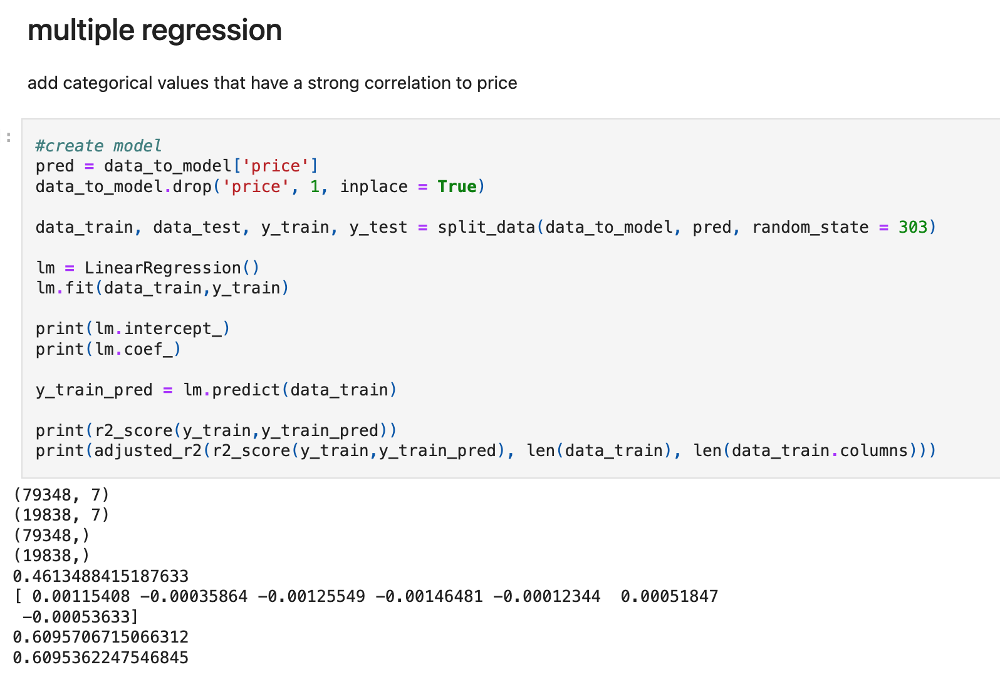 multiple regression
add categorical values that have a strong correlation to price
:
#create model
pred = data_to_model['price']
data_to_model.drop('price', 1, inplace = True)
data_train, data_test, y_train, y_test = split_data(data_to_model, pred, random_state = 303)
lm = LinearRegression()
lm.fit(data_train,y_train)
print(lm.intercept_)
print(lm.coef_)
y_train_pred = lm.predict(data_train)
print(r2_score(y_train,y_train_pred))
print(adjusted_r2(r2_score(y_train,y_train_pred), len(data_train), len(data_train.columns)))
(79348, 7)
(19838, 7)
(79348,)
(19838,)
0.4613488415187633
[ 0.00115408 -0.00035864 -0.00125549 -0.00146481 -0.00012344  0.00051847
 -0.00053633]
0.6095706715066312
0.6095362247546845